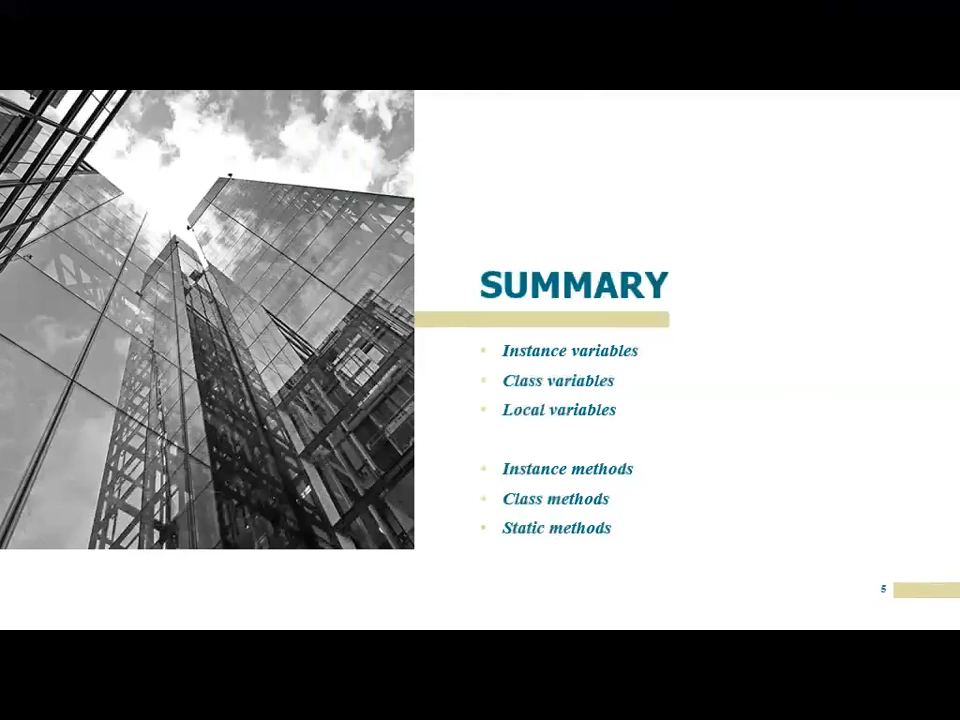 SUMMARY
• Instance variables
• Class variables
• Local variables
• Instance methods
• Class methods
• Static methods
5